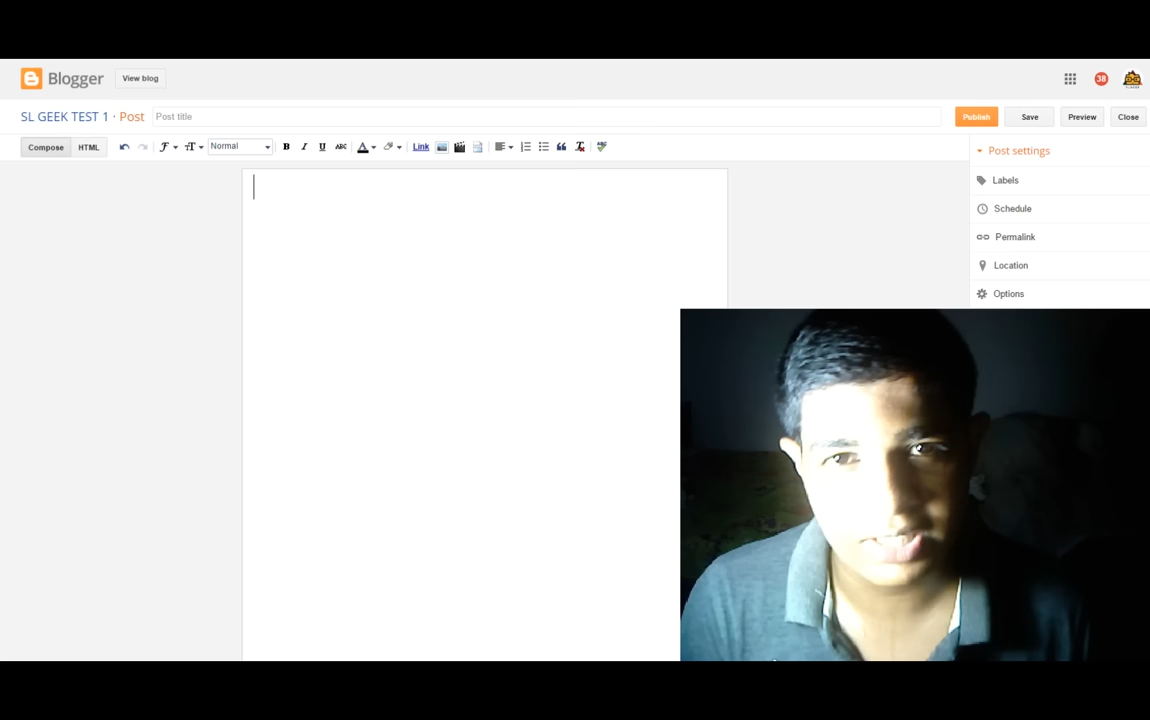 Blogger View blog 38
SL GEEK TEST 1 · Post Post title Publish Save Preview Close
Compose HTML Normal B I U ABC A Link
Post settings
Labels
Schedule
Permalink
Location
Options